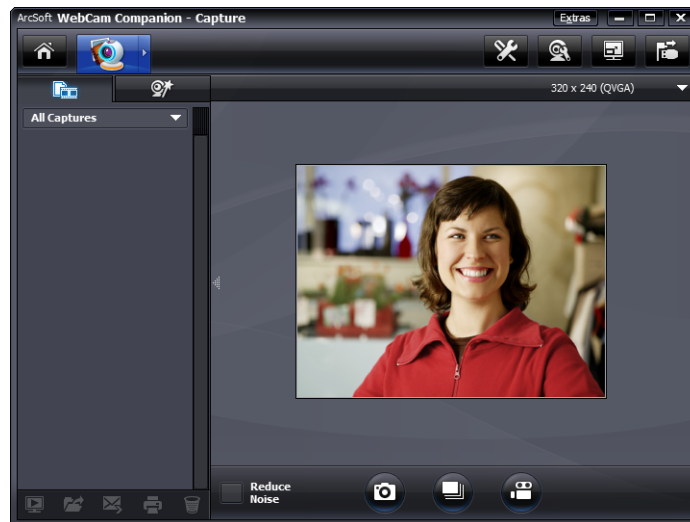 ArcSoft WebCam Companion - Capture
Extras
320 x 240 (QVGA)
All Captures
Reduce
Noise